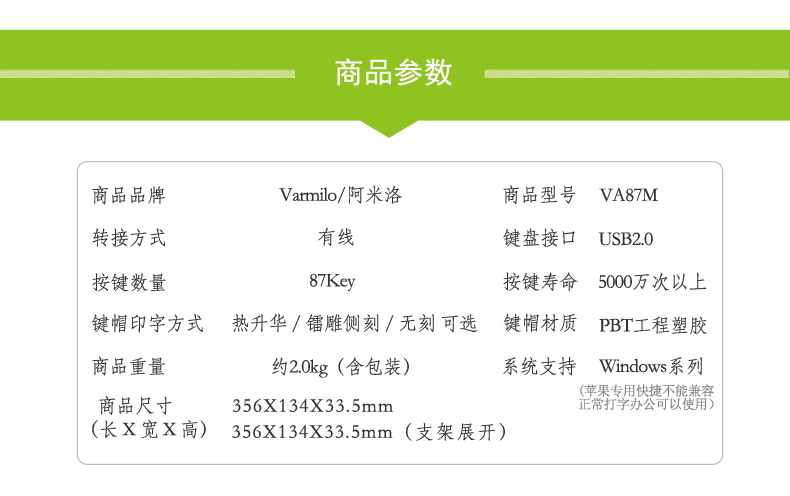 商品参数
商品品牌 Varmilo/阿米洛 商品型号 VA87M
转接方式 有线 键盘接口 USB2.0
按键数量 87Key 按键寿命 5000万次以上
键帽印字方式 热升华 / 镭雕侧刻 / 无刻 可选 键帽材质 PBT工程塑胶
商品重量 约2.0kg（含包装） 系统支持 Windows系列
（苹果专用快捷不能兼容
正常打字办公可以使用）
商品尺寸 356X134X33.5mm
（长 X 宽 X 高） 356X134X33.5mm（支架展开）